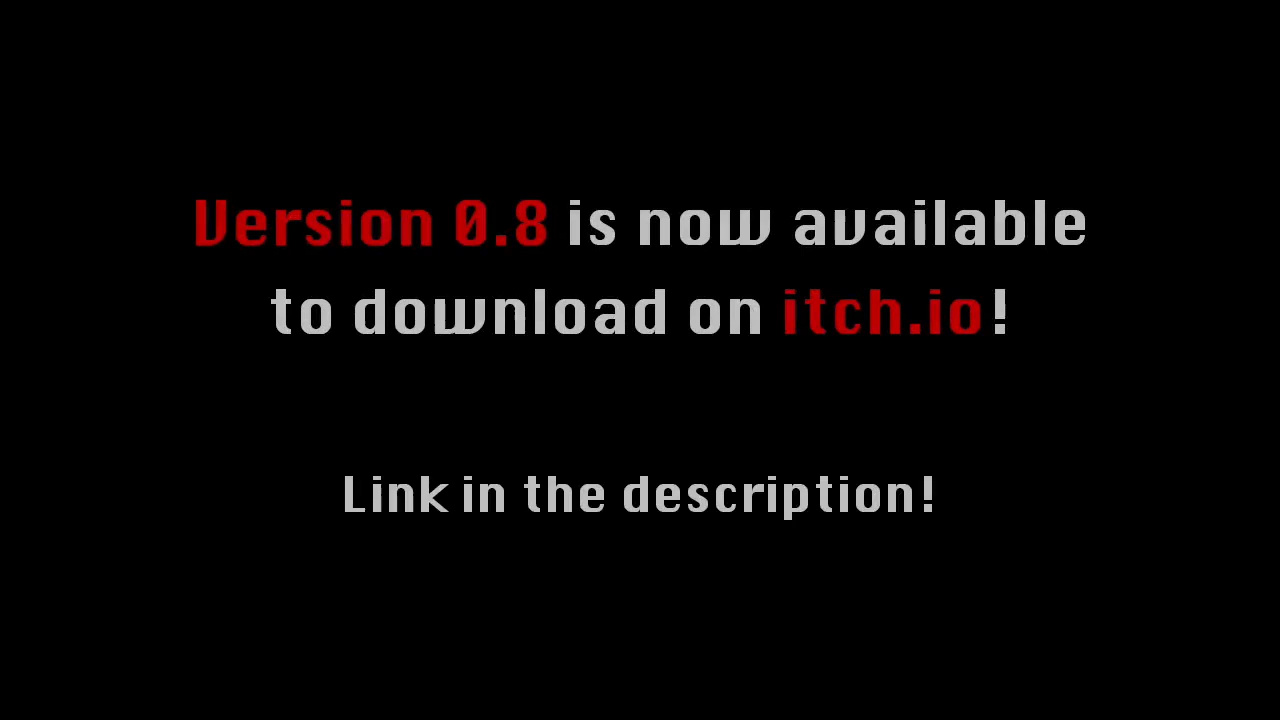 Version 0.8 is now available
to download on itch.io!
Link in the description!